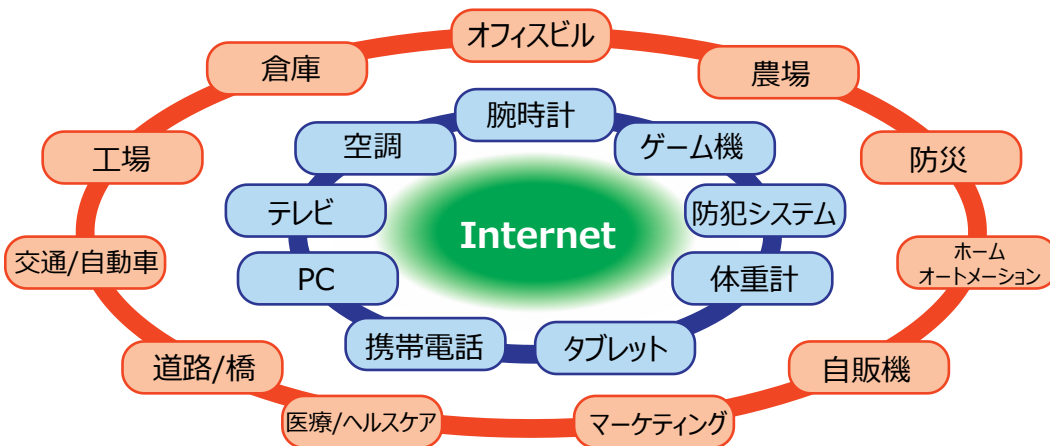 オフィスビル
倉庫
農場
腕時計
空調
ゲーム機
工場
防災
テレビ
防犯システム
Internet
交通/自動車
ホーム
オートメーション
PC
体重計
携帯電話
タブレット
道路/橋
自販機
医療/ヘルスケア
マーケティング